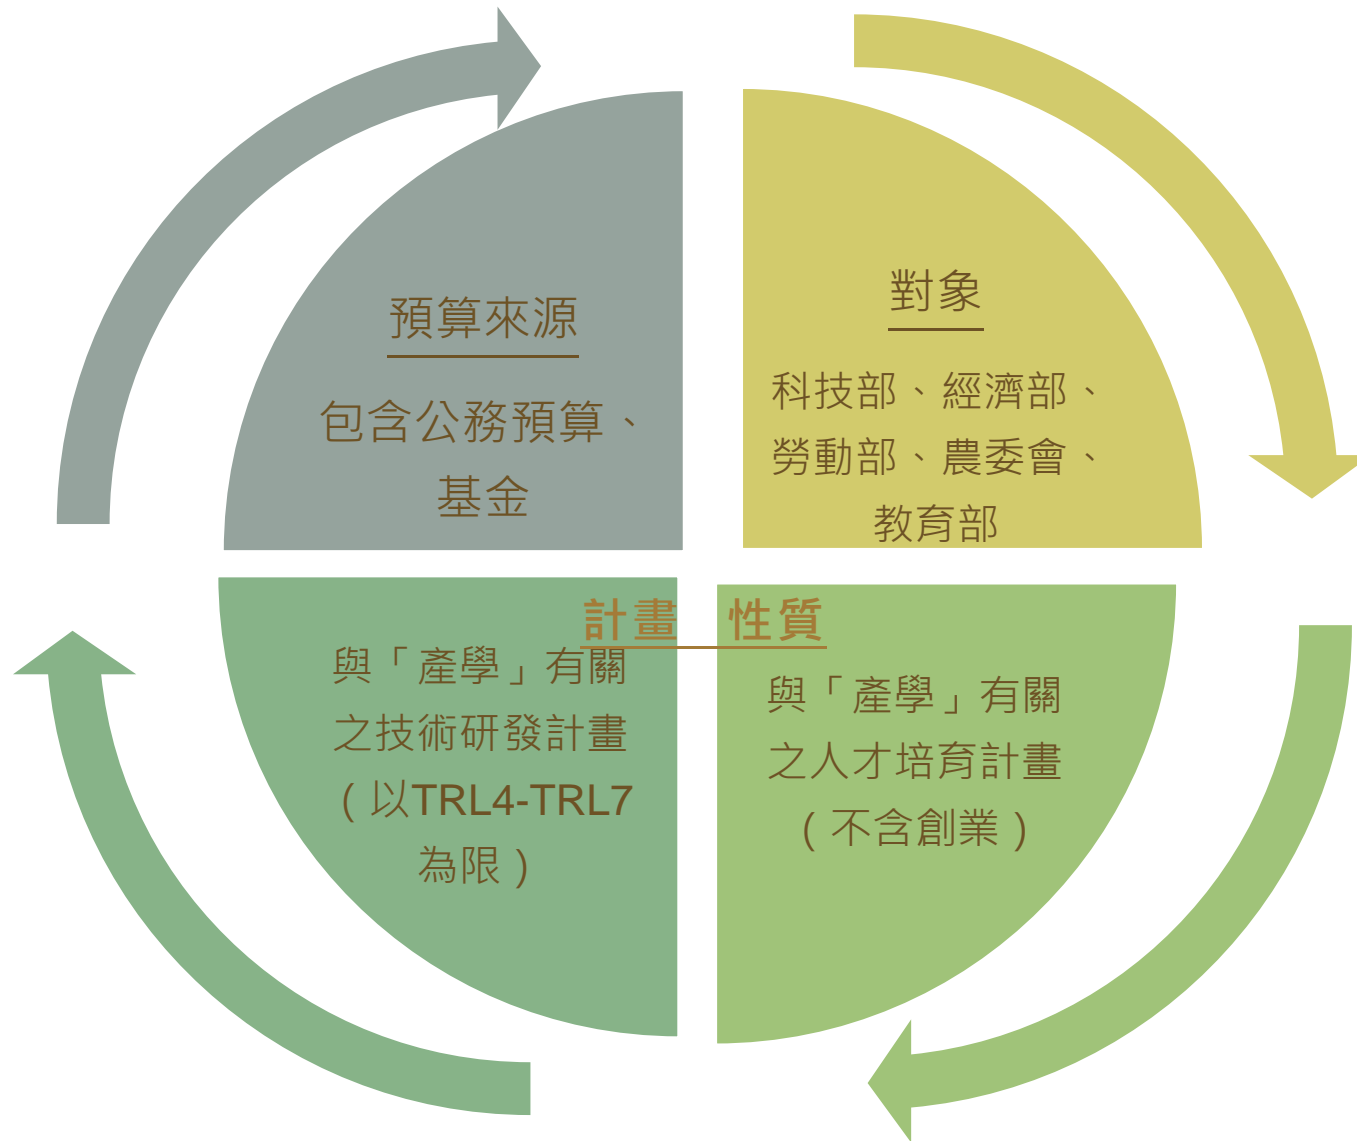 預算來源
包含公務預算、
基金
對象
科技部、經濟部、
勞動部、農委會、
教育部
計畫　性質
與「產學」有關
之技術研發計畫
（以TRL4-TRL7
為限）
與「產學」有關
之人才培育計畫
（不含創業）